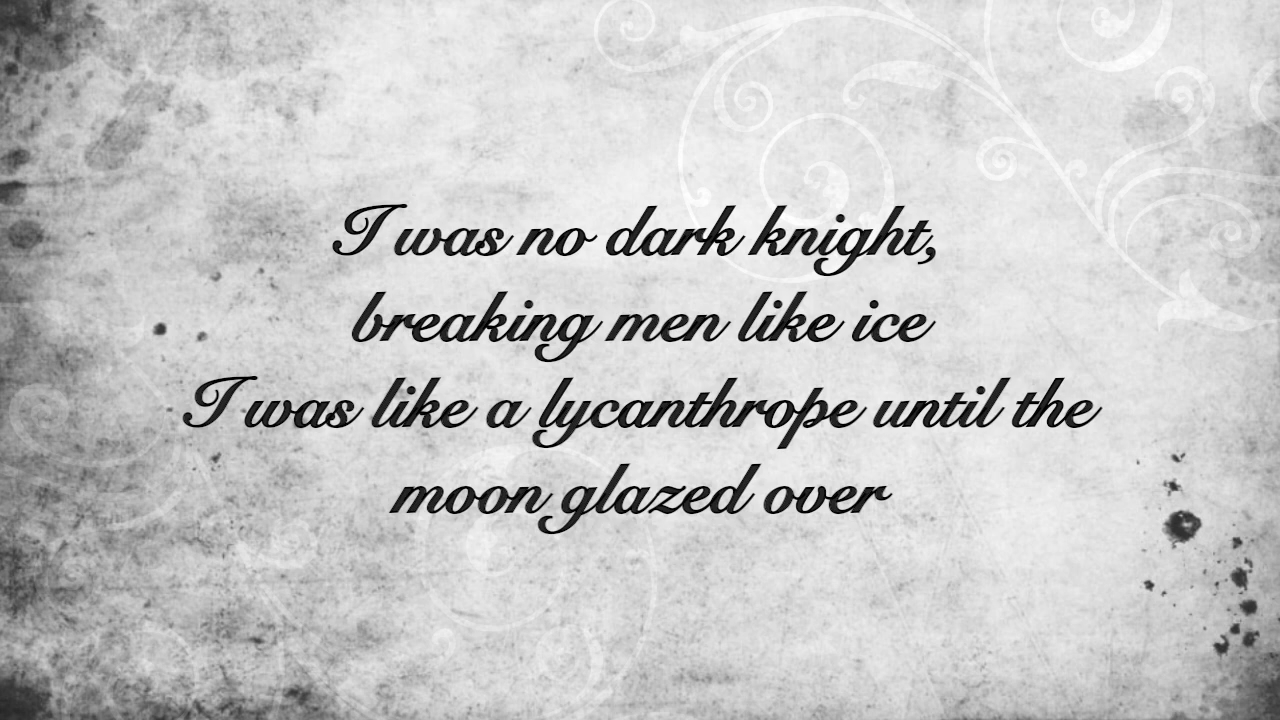 I was no dark knight,
breaking men like ice
I was like a lycanthrope until the
moon glazed over